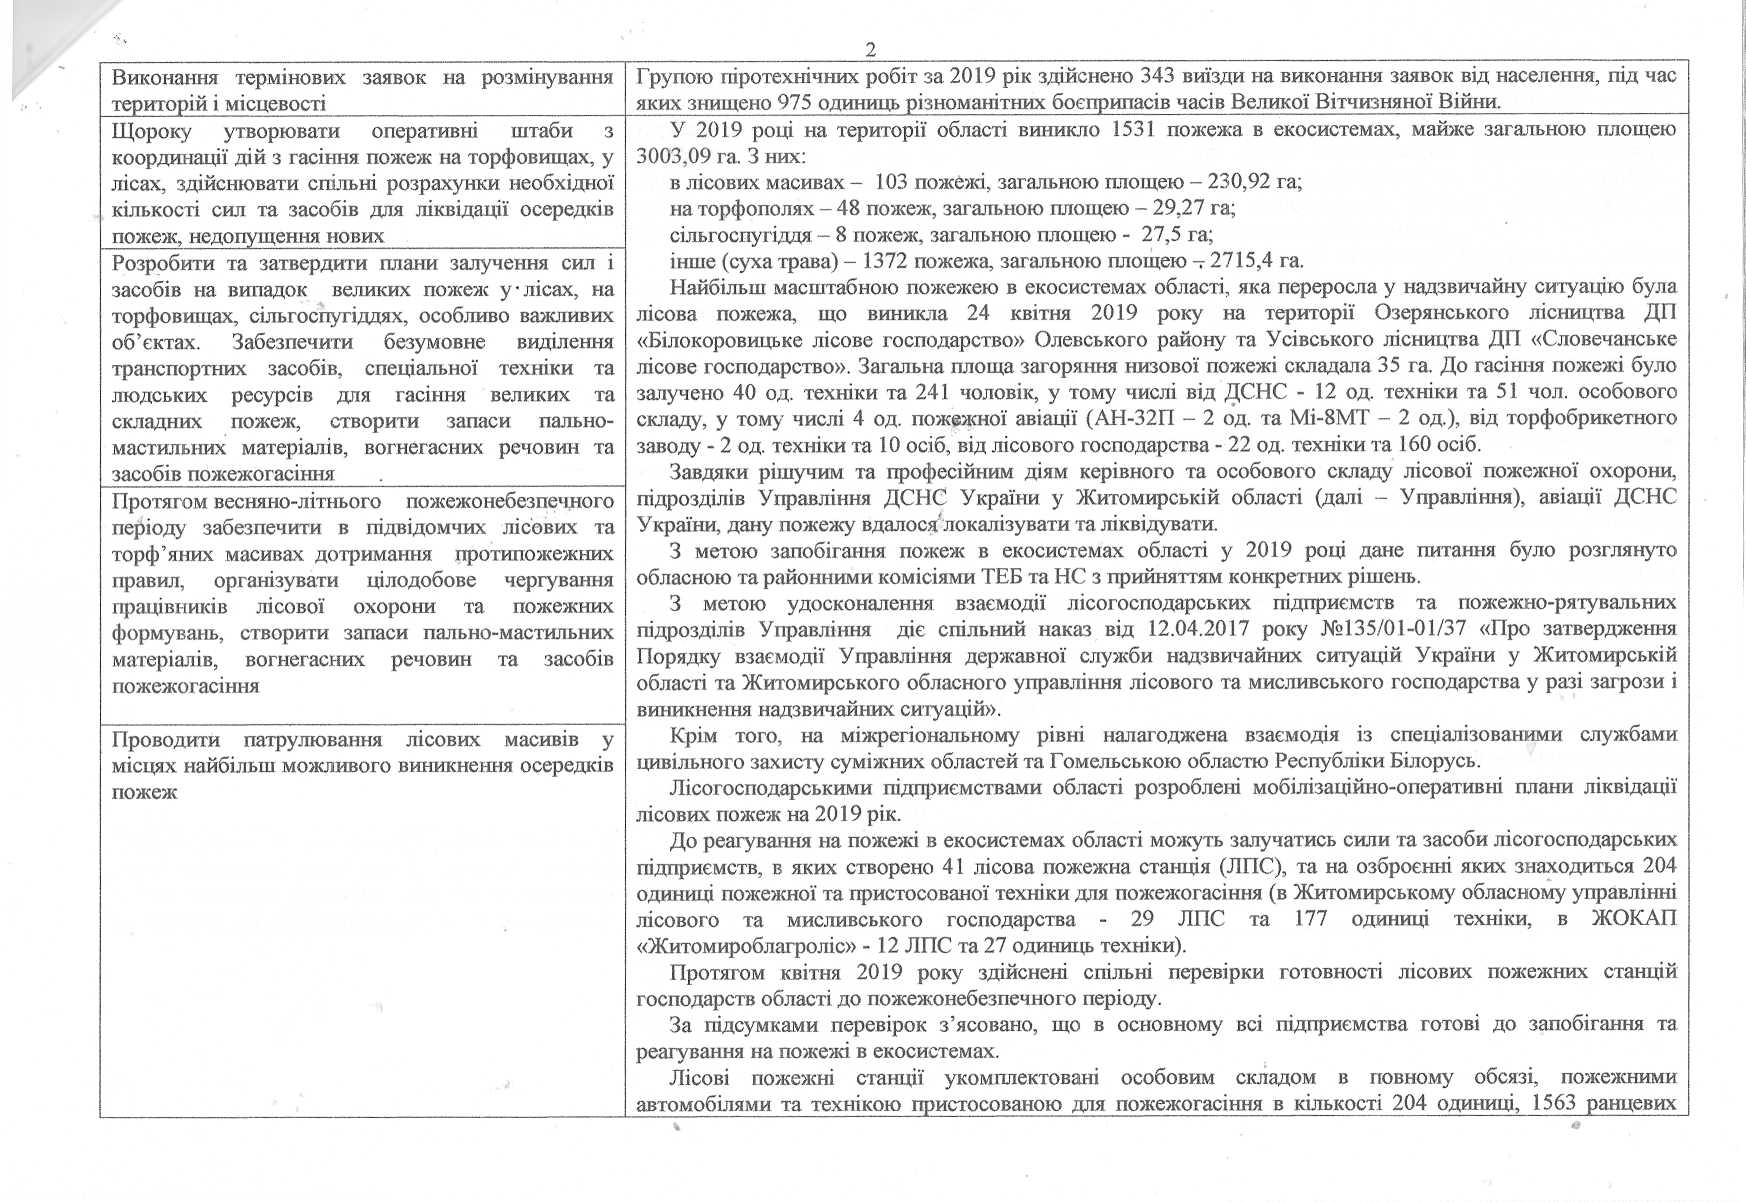 2
Виконання термінових заявок на розмінування
територій і місцевості
Групою піротехнічних робіт за 2019 рік здійснено 343 виїзди на виконання заявок від населення, під час
яких знищено 975 одиниць різноманітних боєприпасів часів Великої Вітчизняної Війни.
Щороку утворювати оперативні штаби з
координації дій з гасіння пожеж на торфовищах, у
лісах, здійснювати спільні розрахунки необхідної
кількості сил та засобів для ліквідації осередків
пожеж, недопущення нових
Розробити та затвердити плани залучення сил і
засобів на випадок великих пожеж у лісах, на
торфовищах, сільгоспугіддях, особливо важливих
об’єктах. Забезпечити безумовне виділення
транспортних засобів, спеціальної техніки та
людських ресурсів для гасіння великих та
складних пожеж, створити запаси пально-
мастильних матеріалів, вогнегасних речовин та
засобів пожежогасіння .
Протягом весняно-літнього пожежонебезпечного
періоду забезпечити в підвідомчих лісових та
торф’яних масивах дотримання протипожежних
правил, організувати цілодобове чергування
працівників лісової охорони та пожежних
формувань, створити запаси пально-мастильних
матеріалів, вогнегасних речовин та засобів
пожежогасіння
Проводити патрулювання лісових масивів у
місцях найбільш можливого виникнення осередків
пожеж
У 2019 році на території області виникло 1531 пожежа в екосистемах, майже загальною площею
3003,09 га. З них:
в лісових масивах – 103 пожежі, загальною площею – 230,92 га;
на торфополях – 48 пожеж, загальною площею – 29,27 га;
сільгоспугіддя – 8 пожеж, загальною площею - 27,5 га;
інше (суха трава) – 1372 пожежа, загальною площею – 2715,4 га.
Найбільш масштабною пожежею в екосистемах області, яка переросла у надзвичайну ситуацію була
лісова пожежа, що виникла 24 квітня 2019 року на території Озерянського лісництва ДП
«Білокоровицьке лісове господарство» Олевського району та Усівського лісництва ДП «Словечанське
лісове господарство». Загальна площа загоряння низової пожежі складала 35 га. До гасіння пожежі було
залучено 40 од. техніки та 241 чоловік, у тому числі від ДСНС - 12 од. техніки та 51 чол. особового
складу, у тому числі 4 од. пожежної авіації (АН-32П – 2 од. та Мі-8МТ – 2 од.), від торфобрикетного
заводу - 2 од. техніки та 10 осіб, від лісового господарства - 22 од. техніки та 160 осіб.
Завдяки рішучим та професійним діям керівного та особового складу лісової пожежної охорони,
підрозділів Управління ДСНС України у Житомирській області (далі – Управління), авіації ДСНС
України, дану пожежу вдалося локалізувати та ліквідувати.
З метою запобігання пожеж в екосистемах області у 2019 році дане питання було розглянуто
обласною та районними комісіями ТЕБ та НС з прийняттям конкретних рішень.
З метою удосконалення взаємодії лісогосподарських підприємств та пожежно-рятувальних
підрозділів Управління діє спільний наказ від 12.04.2017 року №135/01-01/37 «Про затвердження
Порядку взаємодії Управління державної служби надзвичайних ситуацій України у Житомирській
області та Житомирського обласного управління лісового та мисливського господарства у разі загрози і
виникнення надзвичайних ситуацій».
Крім того, на міжрегіональному рівні налагоджена взаємодія із спеціалізованими службами
цивільного захисту суміжних областей та Гомельською областю Республіки Білорусь.
Лісогосподарськими підприємствами області розроблені мобілізаційно-оперативні плани ліквідації
лісових пожеж на 2019 рік.
До реагування на пожежі в екосистемах області можуть залучатись сили та засоби лісогосподарських
підприємств, в яких створено 41 лісова пожежна станція (ЛПС), та на озброєнні яких знаходиться 204
одиниці пожежної та пристосованої техніки для пожежогасіння (в Житомирському обласному управлінні
лісового та мисливського господарства - 29 ЛПС та 177 одиниці техніки, в ЖОКАП
«Житомироблагроліс» - 12 ЛПС та 27 одиниць техніки).
Протягом квітня 2019 року здійснені спільні перевірки готовності лісових пожежних станцій
господарств області до пожежонебезпечного періоду.
За підсумками перевірок з’ясовано, що в основному всі підприємства готові до запобігання та
реагування на пожежі в екосистемах.
Лісові пожежні станції укомплектовані особовим складом в повному обсязі, пожежними
автомобілями та технікою пристосованою для пожежогасіння в кількості 204 одиниці, 1563 ранцевих